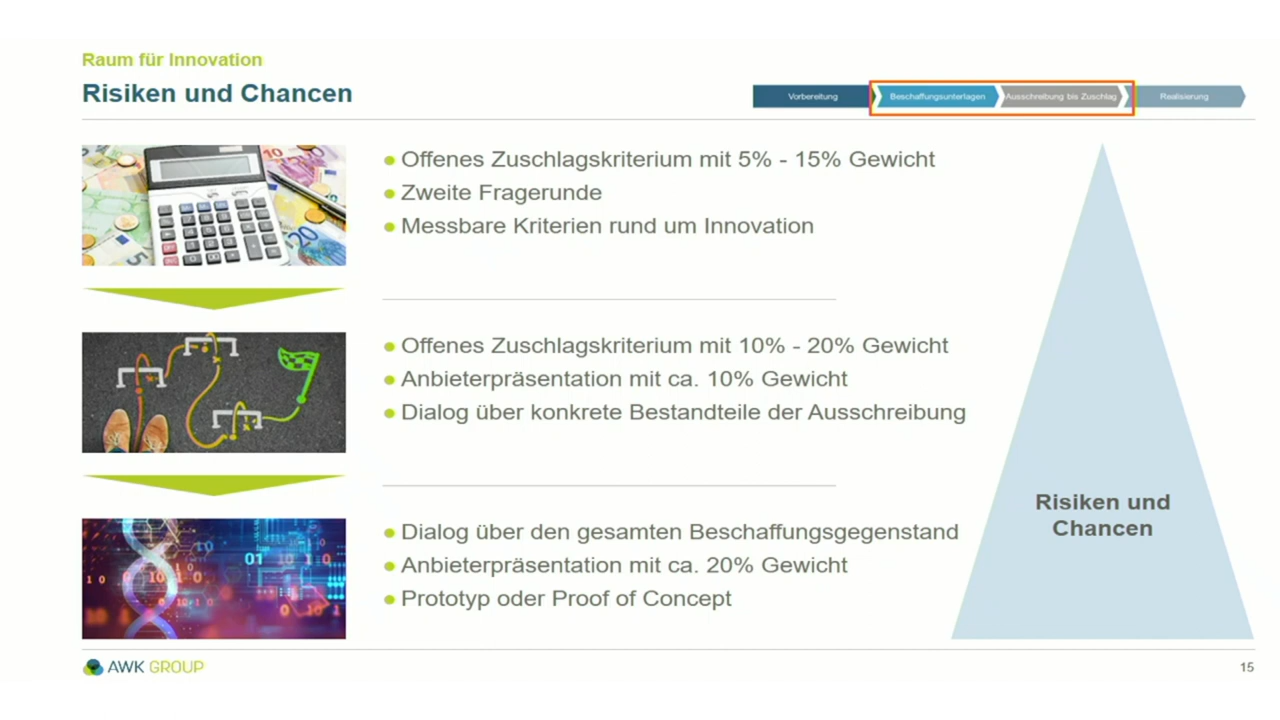 Raum für Innovation
Risiken und Chancen
Vorbereitung
Beschaffungsunterlagen
Ausschreibung bis Zuschlag
Realisierung
Offenes Zuschlagskriterium mit 5% - 15% Gewicht
Zweite Fragerunde
Messbare Kriterien rund um Innovation
Offenes Zuschlagskriterium mit 10% - 20% Gewicht
Anbieterpräsentation mit ca. 10% Gewicht
Dialog über konkrete Bestandteile der Ausschreibung
Dialog über den gesamten Beschaffungsgegenstand
Anbieterpräsentation mit ca. 20% Gewicht
Prototyp oder Proof of Concept
Risiken und
Chancen
AWK GROUP
15